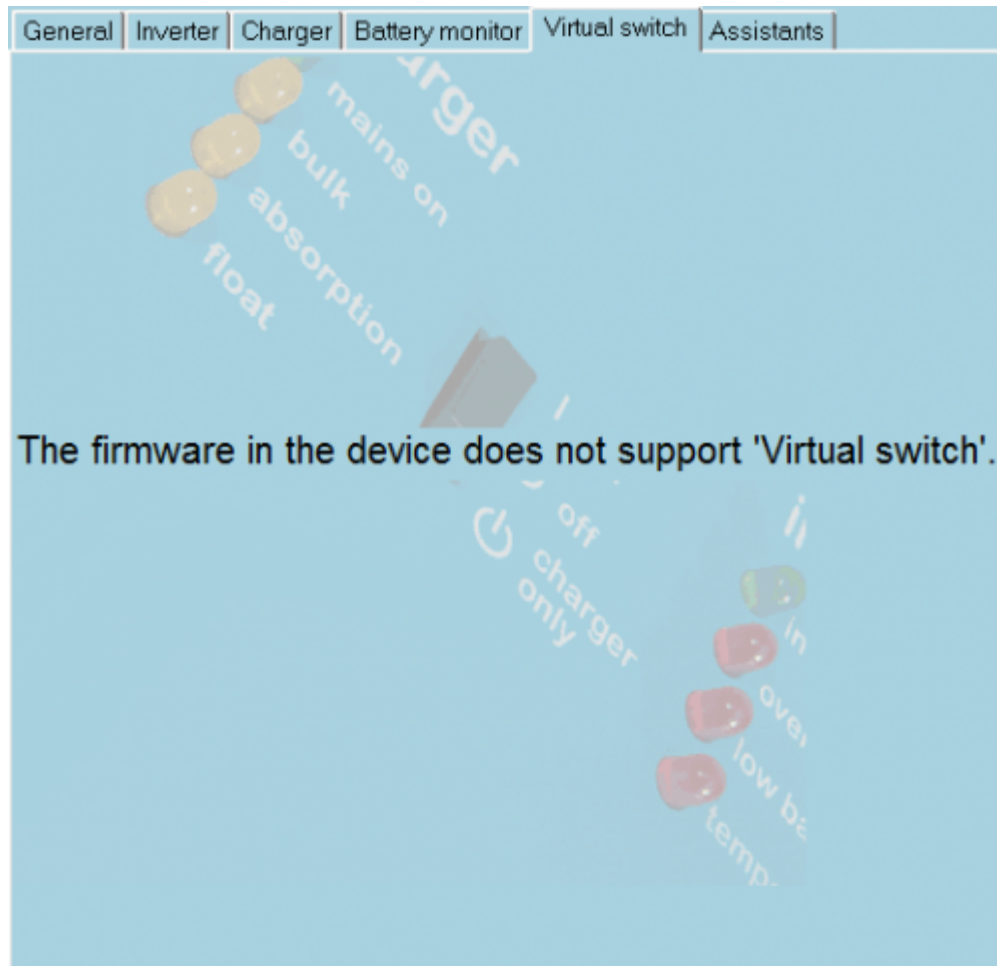 General
Inverter
Charger
Battery monitor
Virtual switch
Assistants
mains on
bulk
absorption
float
I
The firmware in the device does not support 'Virtual switch'.
off
charger
only
low